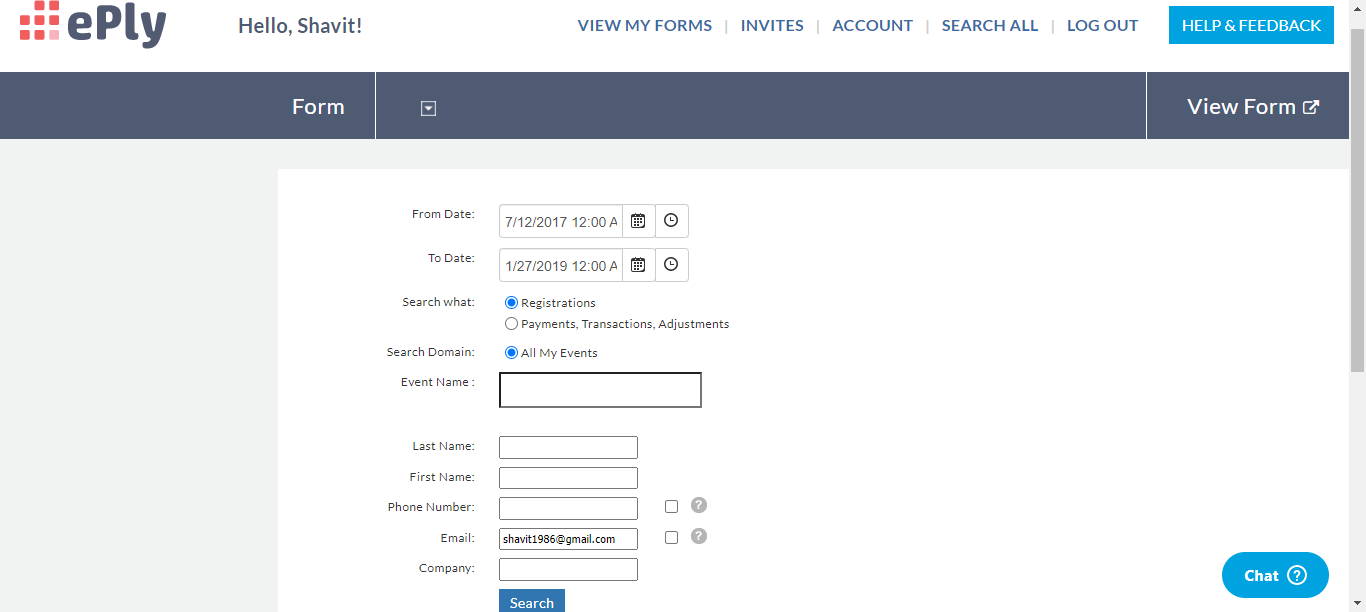 ePly
Hello, Shavit!
VIEW MY FORMS | INVITES | ACCOUNT | SEARCH ALL | LOG OUT
HELP & FEEDBACK
Form
View Form
From Date: 7/12/2017 12:00 A
To Date: 1/27/2019 12:00 A
Search what: Registrations
Payments, Transactions, Adjustments
Search Domain: All My Events
Event Name :
Last Name:
First Name:
Phone Number: ?
Email: shavit1986@gmail.com ?
Company:
Search
Chat ?